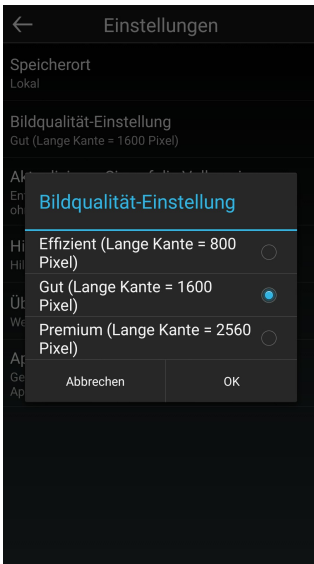 Einstellungen
Speicherort
Lokal
Bildqualität-Einstellung
Gut (Lange Kante = 1600 Pixel)
Bildqualität-Einstellung
Effizient (Lange Kante = 800
Pixel)
Gut (Lange Kante = 1600
Pixel)
Premium (Lange Kante = 2560
Pixel)
Abbrechen
OK